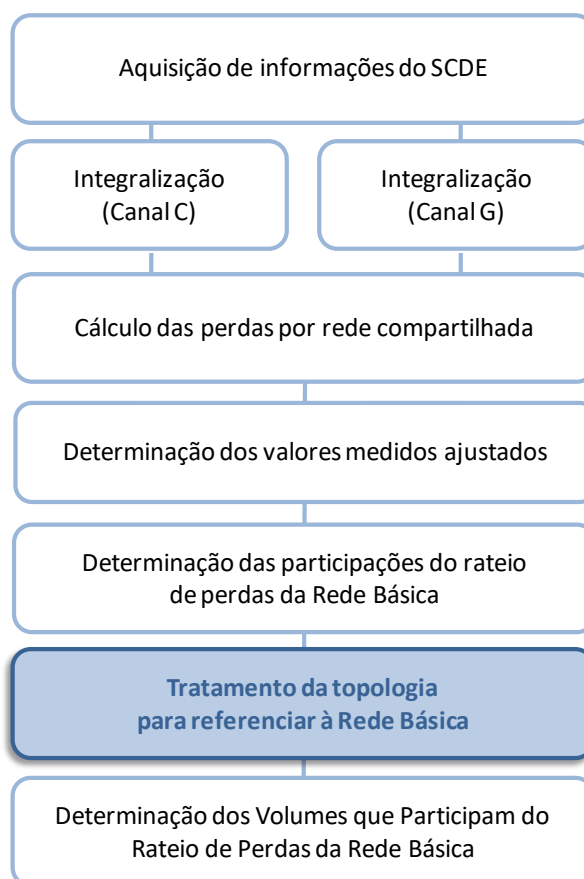 Aquisição de informações do SCDE
Integralização
(Canal C)
Integralização
(Canal G)
Cálculo das perdas por rede compartilhada
Determinação dos valores medidos ajustados
Determinação das participações do rateio
de perdas da Rede Básica
Tratamento da topologia
para referenciar à Rede Básica
Determinação dos Volumes que Participam do
Rateio de Perdas da Rede Básica